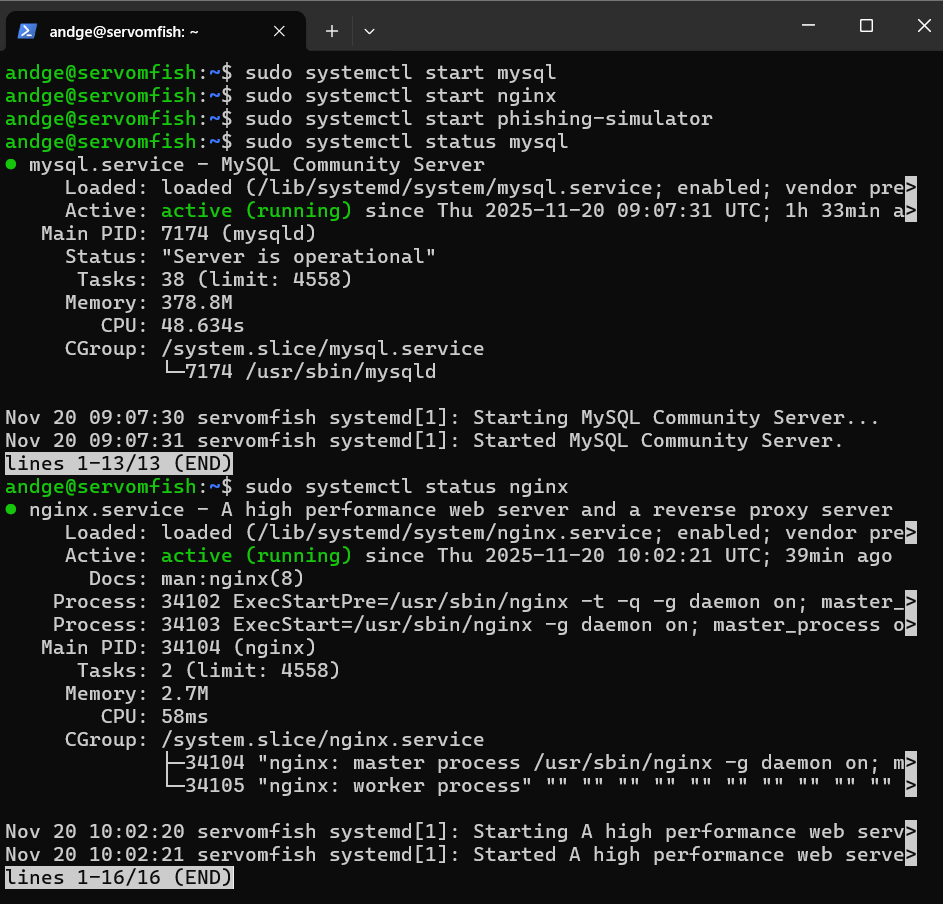 andge@servomfish: ~
andge@servomfish:~$ sudo systemctl start mysql
andge@servomfish:~$ sudo systemctl start nginx
andge@servomfish:~$ sudo systemctl start phishing-simulator
andge@servomfish:~$ sudo systemctl status mysql
● mysql.service - MySQL Community Server
     Loaded: loaded (/lib/systemd/system/mysql.service; enabled; vendor pre>
     Active: active (running) since Thu 2025-11-20 09:07:31 UTC; 1h 33min a>
   Main PID: 7174 (mysqld)
     Status: "Server is operational"
      Tasks: 38 (limit: 4558)
     Memory: 378.8M
        CPU: 48.634s
     CGroup: /system.slice/mysql.service
             └─7174 /usr/sbin/mysqld

Nov 20 09:07:30 servomfish systemd[1]: Starting MySQL Community Server...
Nov 20 09:07:31 servomfish systemd[1]: Started MySQL Community Server.
lines 1-13/13 (END)
andge@servomfish:~$ sudo systemctl status nginx
● nginx.service - A high performance web server and a reverse proxy server
     Loaded: loaded (/lib/systemd/system/nginx.service; enabled; vendor pre>
     Active: active (running) since Thu 2025-11-20 10:02:21 UTC; 39min ago
       Docs: man:nginx(8)
    Process: 34102 ExecStartPre=/usr/sbin/nginx -t -q -g daemon on; master_>
    Process: 34103 ExecStart=/usr/sbin/nginx -g daemon on; master_process o>
   Main PID: 34104 (nginx)
      Tasks: 2 (limit: 4558)
     Memory: 2.7M
        CPU: 58ms
     CGroup: /system.slice/nginx.service
             ├─34104 "nginx: master process /usr/sbin/nginx -g daemon on; m>
             └─34105 "nginx: worker process" "" "" "" "" "" "" "" "" "" "" >

Nov 20 10:02:20 servomfish systemd[1]: Starting A high performance web serv>
Nov 20 10:02:21 servomfish systemd[1]: Started A high performance web serve>
lines 1-16/16 (END)